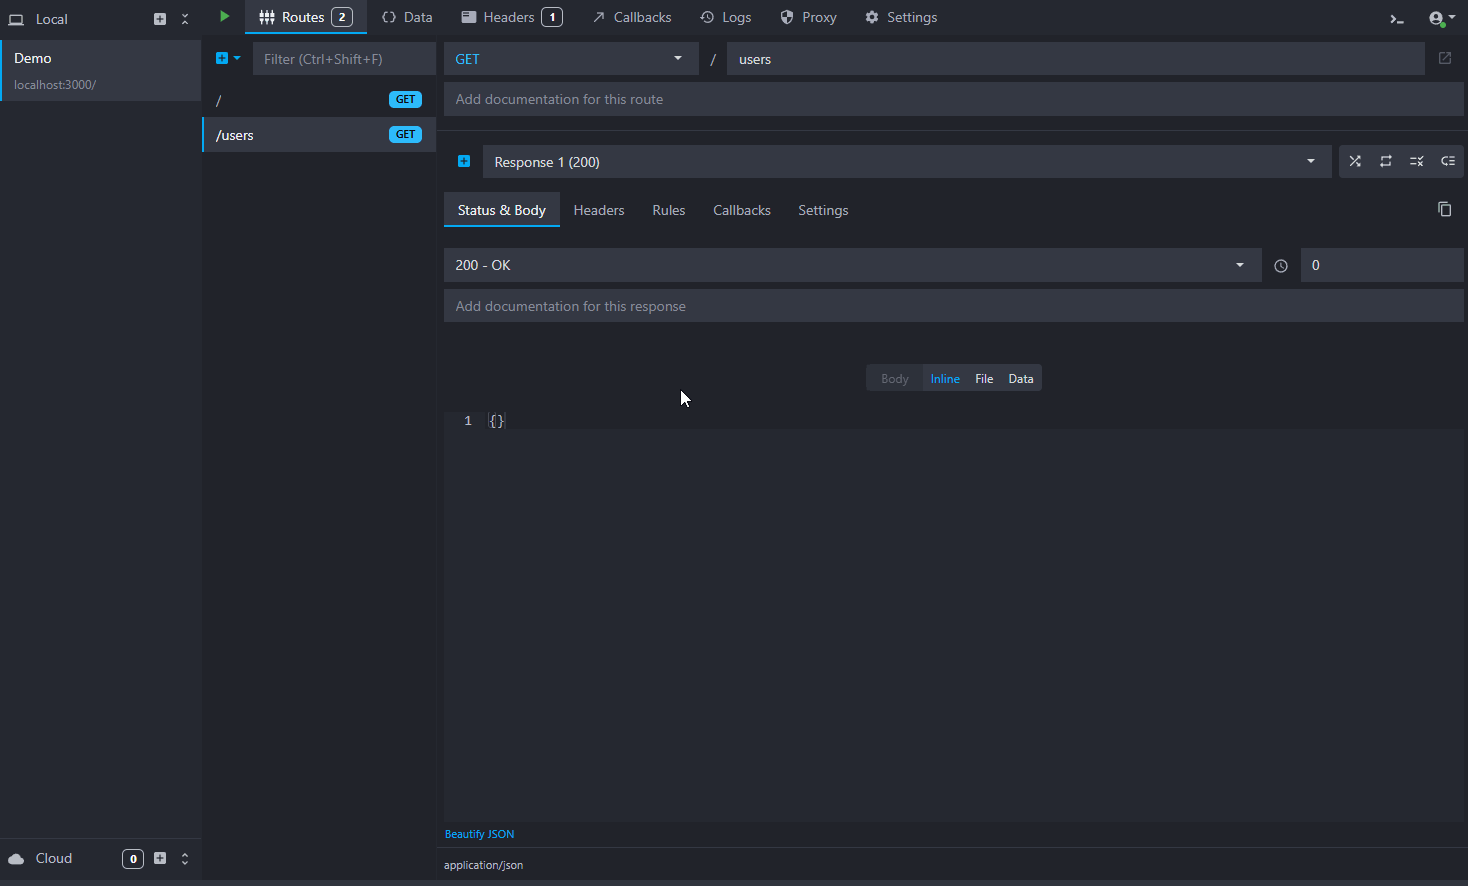 Local
Routes 2
Data
Headers 1
Callbacks
Logs
Proxy
Settings
Demo
localhost:3000/
Filter (Ctrl+Shift+F)
/ GET
/users GET
GET
/
users
Add documentation for this route
Response 1 (200)
Status & Body
Headers
Rules
Callbacks
Settings
200 - OK
0
Add documentation for this response
Body Inline File Data
1 {}
Beautify JSON
application/json
Cloud 0